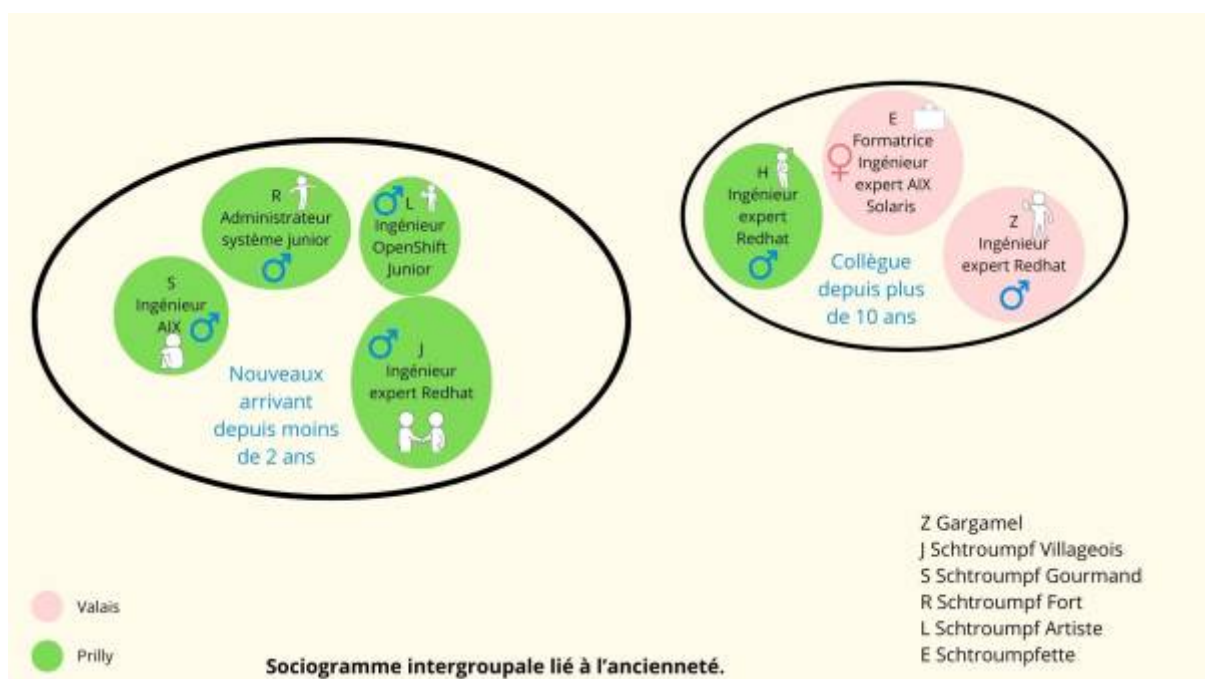 R
Administrateur
système junior
L
Ingénieur
OpenShift
Junior
S
Ingénieur
AIX
J
Ingénieur
expert Redhat
Nouveaux
arrivant
depuis moins
de 2 ans
E
Formatrice
Ingénieur
expert AIX
Solaris
H
Ingénieur
expert
Redhat
Z
Ingénieur
expert Redhat
Collègue
depuis plus
de 10 ans
Z Gargamel
J Schtroumpf Villageois
S Schtroumpf Gourmand
R Schtroumpf Fort
L Schtroumpf Artiste
E Schtroumpfette
Valais
Prilly
Sociogramme intergroupale lié à l'ancienneté.